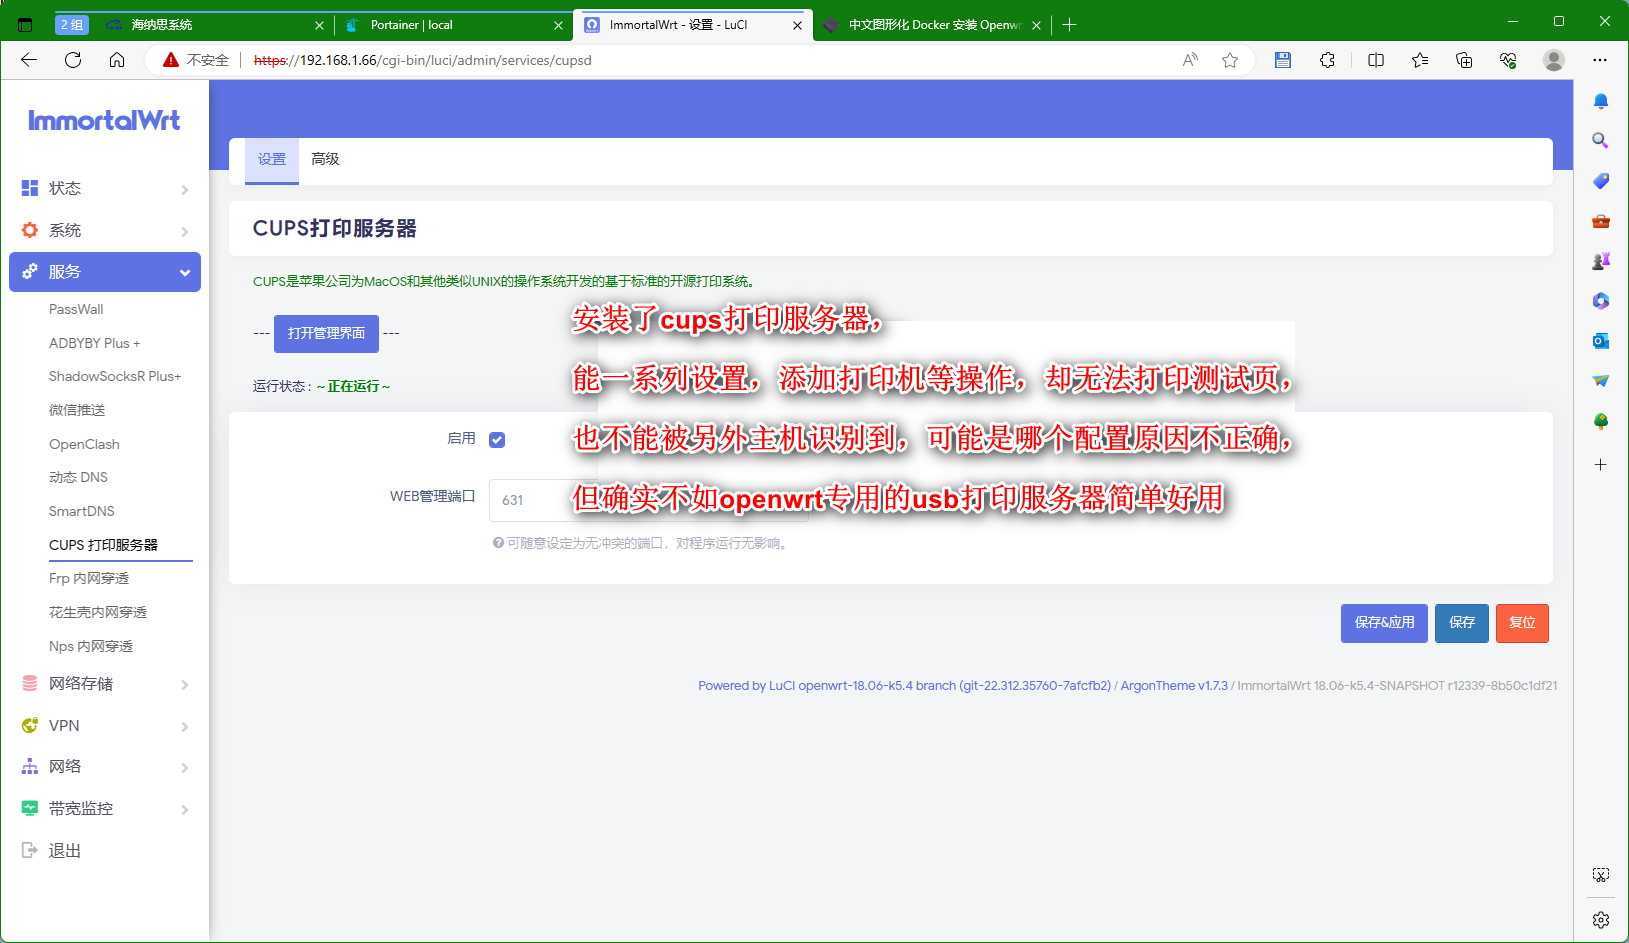 2 组
海纳思系统
Portainer | local
ImmortalWrt - 设置 - LuCI
中文图形化 Docker 安装 Openwr
不安全
https://192.168.1.66/cgi-bin/luci/admin/services/cupsd
ImmortalWrt
状态
系统
服务
PassWall
ADBYBY Plus +
ShadowSocksR Plus+
微信推送
OpenClash
动态 DNS
SmartDNS
CUPS 打印服务器
Frp 内网穿透
花生壳内网穿透
Nps 内网穿透
网络存储
VPN
网络
带宽监控
退出
设置 高级
CUPS打印服务器
CUPS是苹果公司为MacOS和其他类似UNIX的操作系统开发的基于标准的开源打印系统。
--- 打开管理界面 ---
运行状态 : ~ 正在运行 ~
启用
WEB管理端口 631
可随意设定为无冲突的端口，对程序运行无影响。
安装了cups打印服务器，
能一系列设置，添加打印机等操作，却无法打印测试页，
也不能被另外主机识别到，可能是哪个配置原因不正确，
但确实不如openwrt专用的usb打印服务器简单好用
保存&应用 保存 复位
Powered by LuCI openwrt-18.06-k5.4 branch (git-22.312.35760-7afcfb2) / ArgonTheme v1.7.3 / ImmortalWrt 18.06-k5.4-SNAPSHOT r12339-8b50c1df21